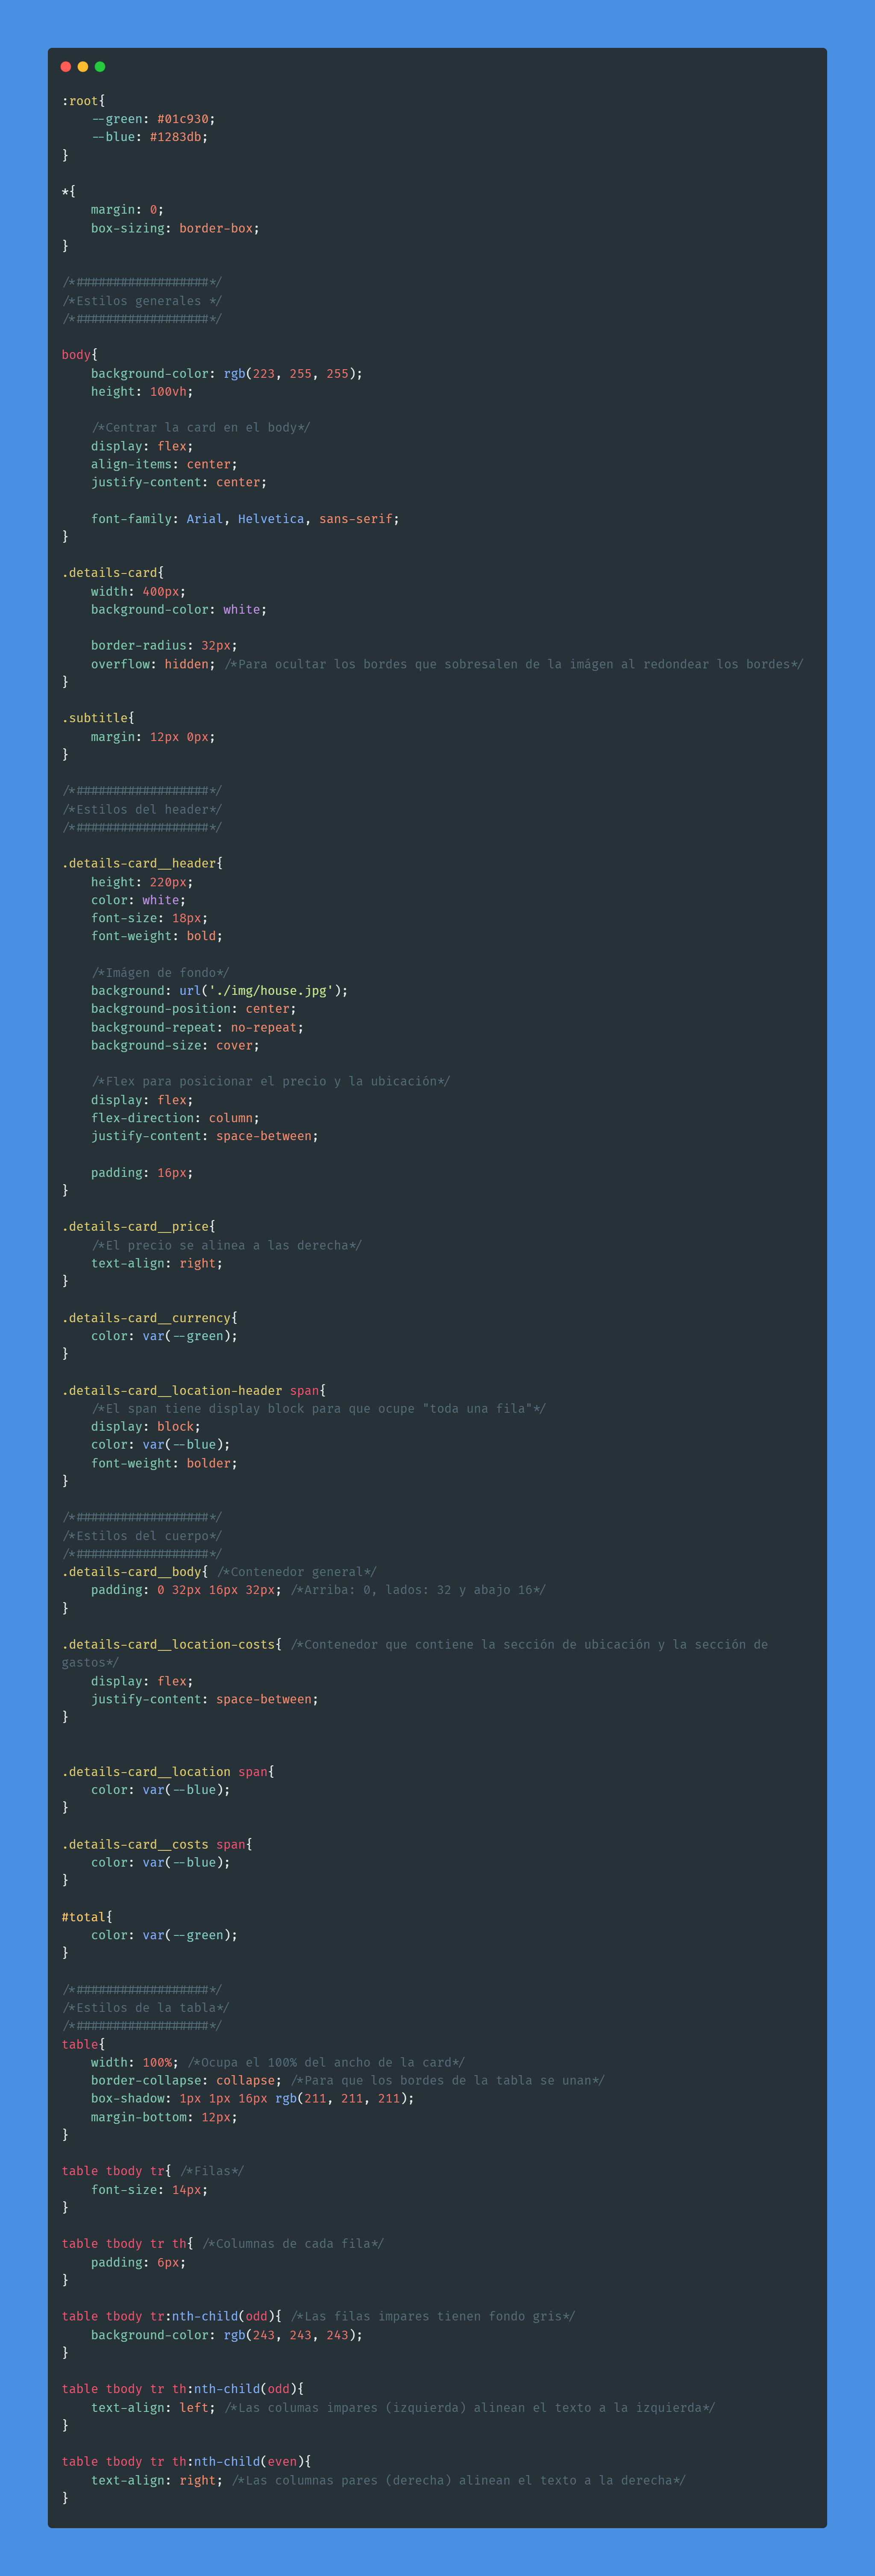 :root{
    --green: #01c930;
    --blue: #1283db;
}

*{
    margin: 0;
    box-sizing: border-box;
}

/*##################*/
/*Estilos generales */
/*##################*/

body{
    background-color: rgb(223, 255, 255);
    height: 100vh;

    /*Centrar la card en el body*/
    display: flex;
    align-items: center;
    justify-content: center;

    font-family: Arial, Helvetica, sans-serif;
}

.details-card{
    width: 400px;
    background-color: white;

    border-radius: 32px;
    overflow: hidden; /*Para ocultar los bordes que sobresalen de la imágen al redondear los bordes*/
}

.subtitle{
    margin: 12px 0px;
}

/*##################*/
/*Estilos del header*/
/*##################*/

.details-card__header{
    height: 220px;
    color: white;
    font-size: 18px;
    font-weight: bold;

    /*Imágen de fondo*/
    background: url('./img/house.jpg');
    background-position: center;
    background-repeat: no-repeat;
    background-size: cover;

    /*Flex para posicionar el precio y la ubicación*/
    display: flex;
    flex-direction: column;
    justify-content: space-between;

    padding: 16px;
}

.details-card__price{
    /*El precio se alinea a las derecha*/
    text-align: right;
}

.details-card__currency{
    color: var(--green);
}

.details-card__location-header span{
    /*El span tiene display block para que ocupe "toda una fila"*/
    display: block;
    color: var(--blue);
    font-weight: bolder;
}

/*##################*/
/*Estilos del cuerpo*/
/*##################*/
.details-card__body{ /*Contenedor general*/
    padding: 0 32px 16px 32px; /*Arriba: 0, lados: 32 y abajo 16*/
}

.details-card__location-costs{ /*Contenedor que contiene la sección de ubicación y la sección de
gastos*/
    display: flex;
    justify-content: space-between;
}


.details-card__location span{
    color: var(--blue);
}

.details-card__costs span{
    color: var(--blue);
}

#total{
    color: var(--green);
}

/*##################*/
/*Estilos de la tabla*/
/*##################*/
table{
    width: 100%; /*Ocupa el 100% del ancho de la card*/
    border-collapse: collapse; /*Para que los bordes de la tabla se unan*/
    box-shadow: 1px 1px 16px rgb(211, 211, 211);
    margin-bottom: 12px;
}

table tbody tr{ /*Filas*/
    font-size: 14px;
}

table tbody tr th{ /*Columnas de cada fila*/
    padding: 6px;
}

table tbody tr:nth-child(odd){ /*Las filas impares tienen fondo gris*/
    background-color: rgb(243, 243, 243);
}

table tbody tr th:nth-child(odd){
    text-align: left; /*Las columas impares (izquierda) alinean el texto a la izquierda*/
}

table tbody tr th:nth-child(even){
    text-align: right; /*Las columnas pares (derecha) alinean el texto a la derecha*/
}